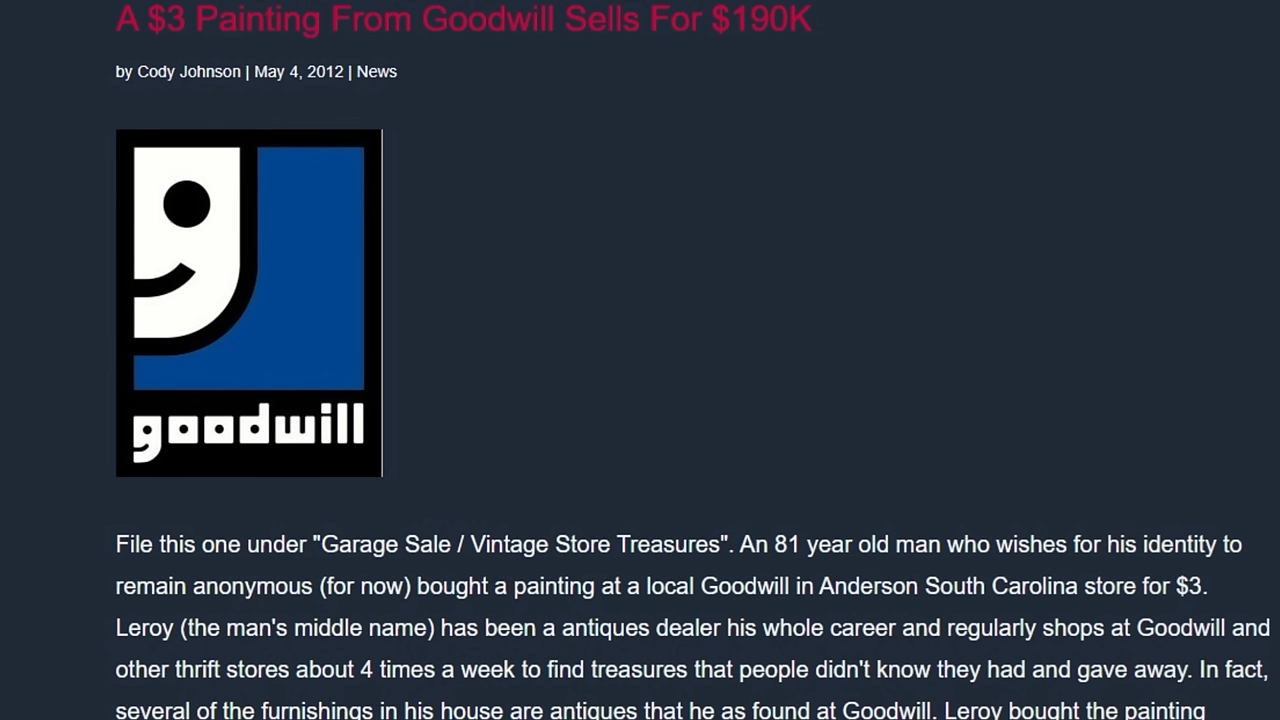 A $3 Painting From Goodwill Sells For $190K
by Cody Johnson | May 4, 2012 | News
goodwill
File this one under "Garage Sale / Vintage Store Treasures". An 81 year old man who wishes for his identity to
remain anonymous (for now) bought a painting at a local Goodwill in Anderson South Carolina store for $3.
Leroy (the man's middle name) has been a antiques dealer his whole career and regularly shops at Goodwill and
other thrift stores about 4 times a week to find treasures that people didn't know they had and gave away. In fact,
several of the furnishings in his house are antiques that he as found at Goodwill. Leroy bought the painting